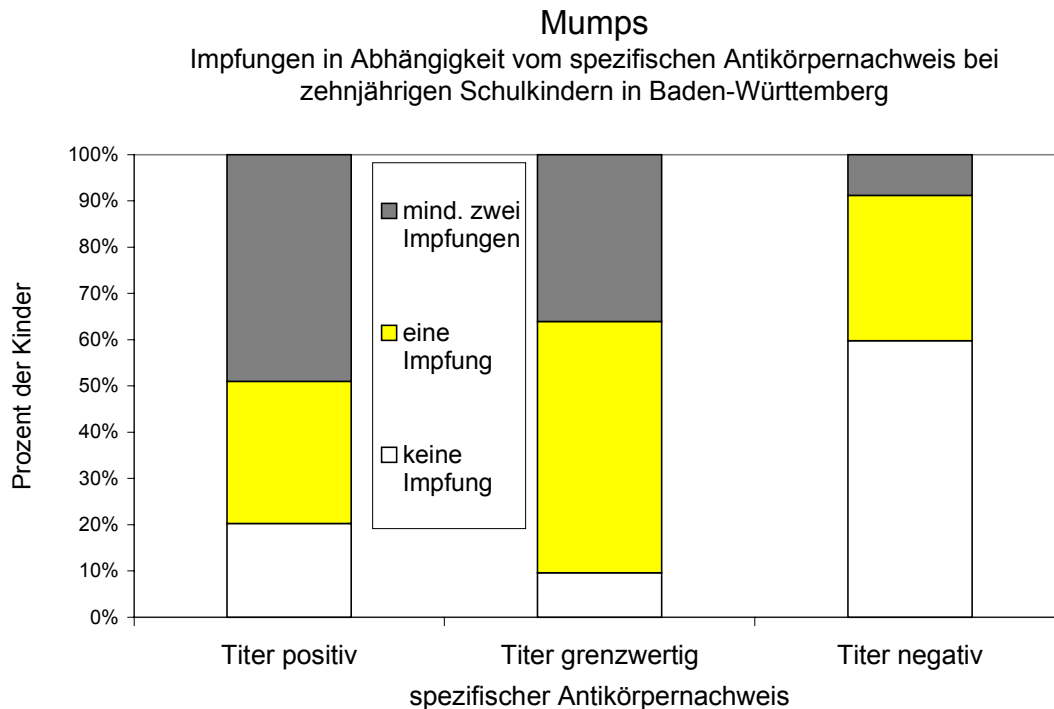 Mumps
Impfungen in Abhängigkeit vom spezifischen Antikörpernachweis bei
zehnjährigen Schulkindern in Baden-Württemberg
Prozent der Kinder
100%
90%
80%
70%
60%
50%
40%
30%
20%
10%
0%
mind. zwei
Impfungen
eine
Impfung
keine
Impfung
Titer positiv
Titer grenzwertig
Titer negativ
spezifischer Antikörpernachweis